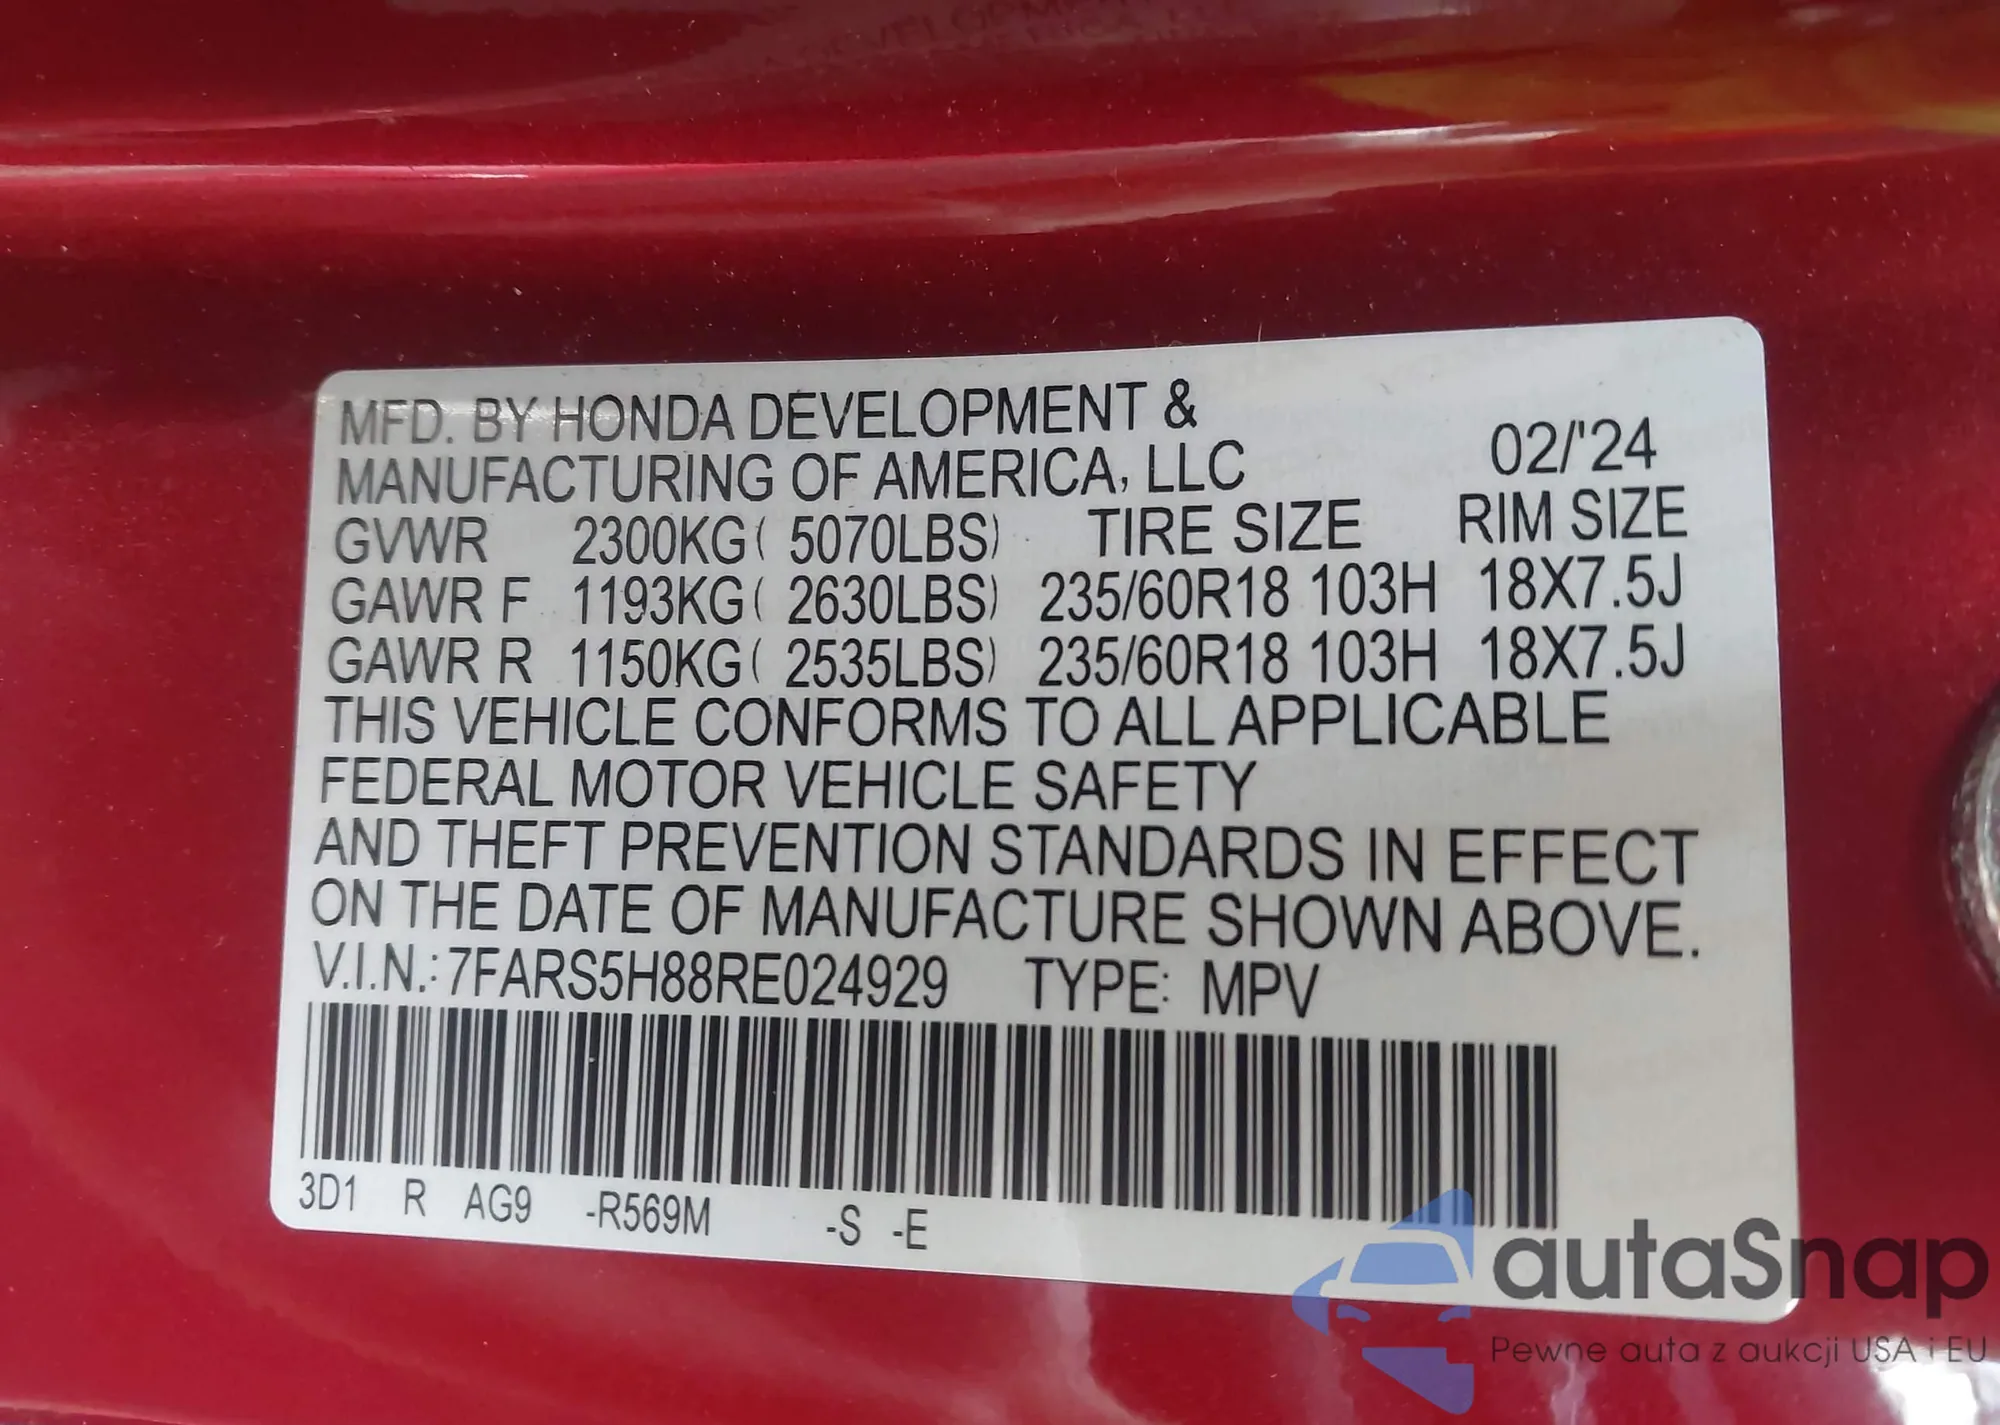 MFD. BY HONDA DEVELOPMENT &
MANUFACTURING OF AMERICA, LLC 02/'24
GVWR 2300KG( 5070LBS) TIRE SIZE RIM SIZE
GAWR F 1193KG( 2630LBS) 235/60R18 103H 18X7.5J
GAWR R 1150KG( 2535LBS) 235/60R18 103H 18X7.5J
THIS VEHICLE CONFORMS TO ALL APPLICABLE
FEDERAL MOTOR VEHICLE SAFETY
AND THEFT PREVENTION STANDARDS IN EFFECT
ON THE DATE OF MANUFACTURE SHOWN ABOVE.
V.I.N.: 7FARS5H88RE024929 TYPE: MPV
3D1 R AG9 -R569M -S -E
autaSnap
Pewne auta z aukcji USA i EU